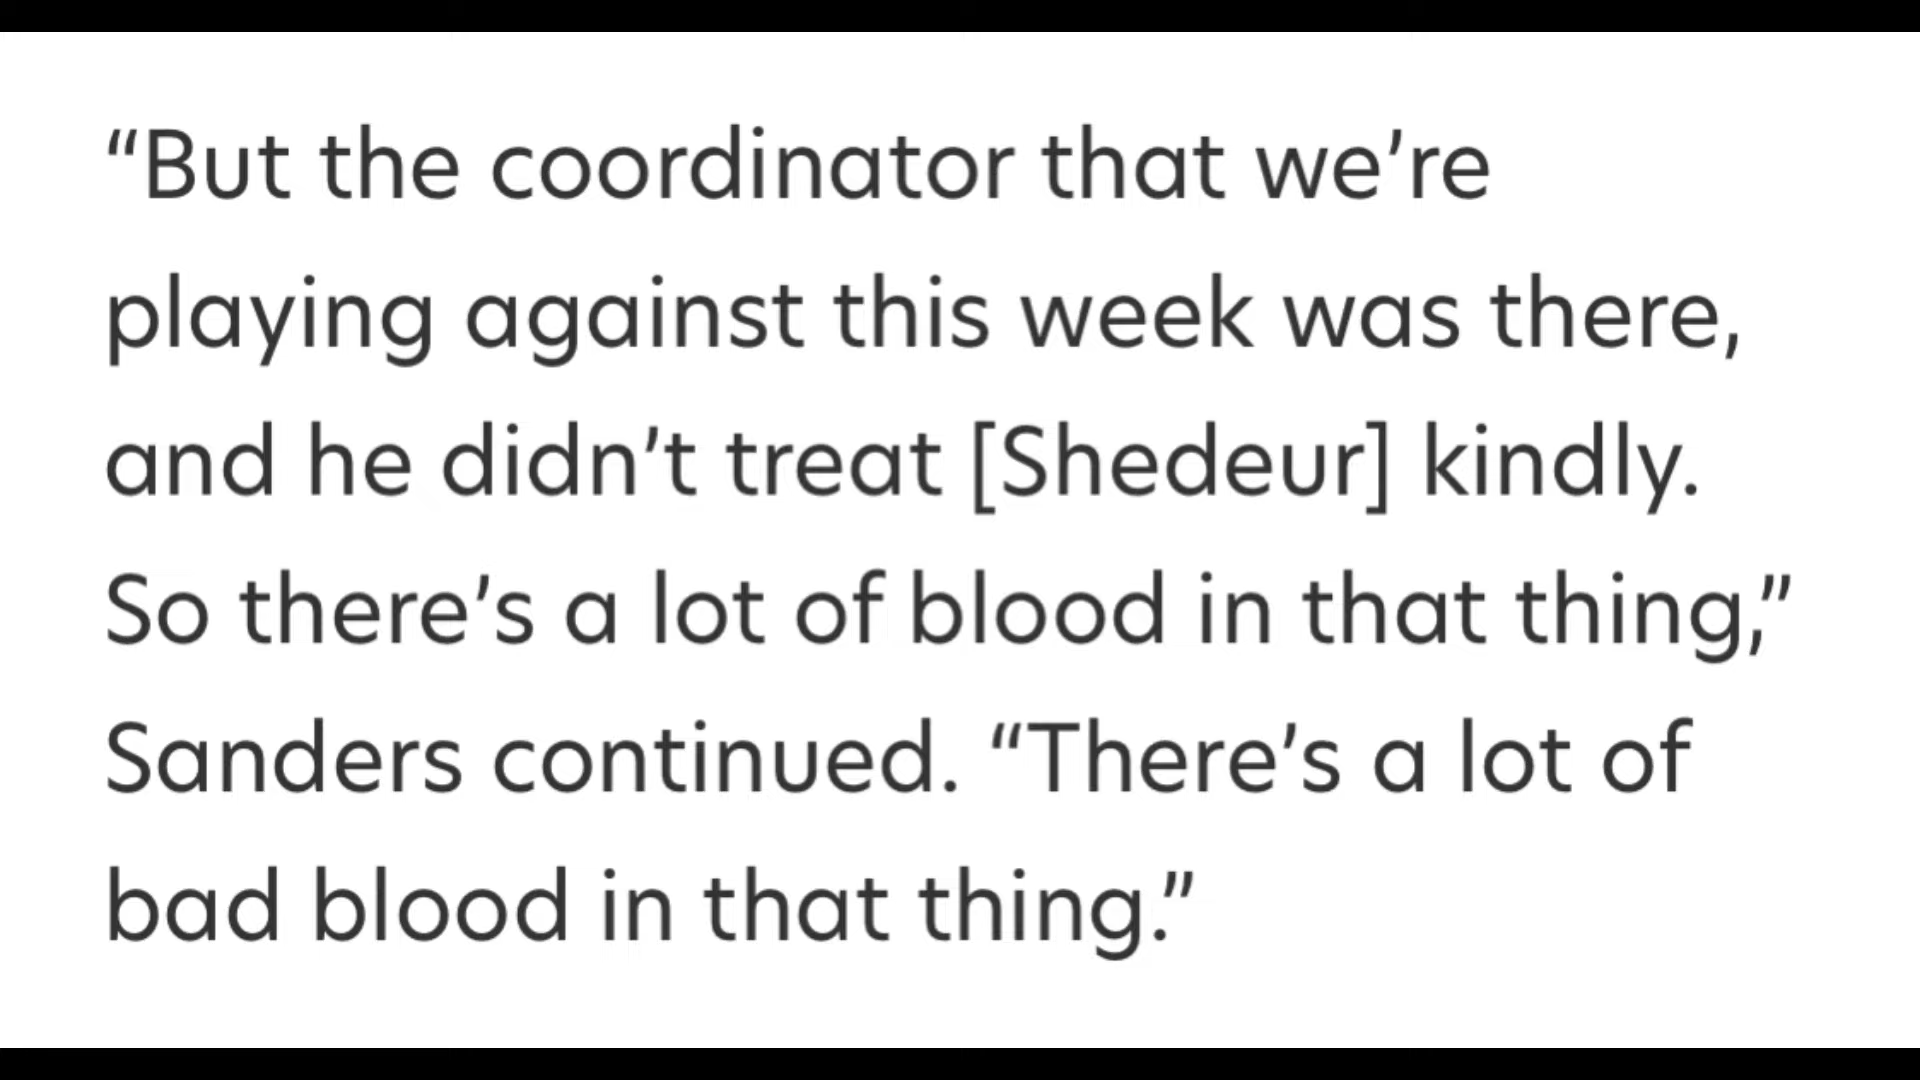 “But the coordinator that we’re
playing against this week was there,
and he didn’t treat [Shedeur] kindly.
So there’s a lot of blood in that thing,”
Sanders continued. “There’s a lot of
bad blood in that thing.”